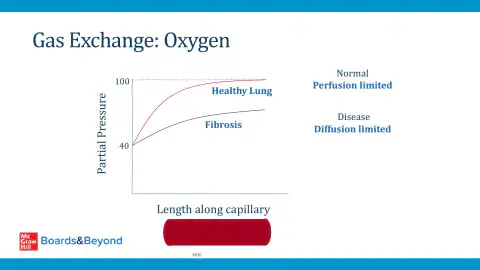 Gas Exchange: Oxygen
100
Healthy Lung
Fibrosis
40
Partial Pressure
Length along capillary
Normal
Perfusion limited
Disease
Diffusion limited
Mc
Graw
Hill
Boards&Beyond